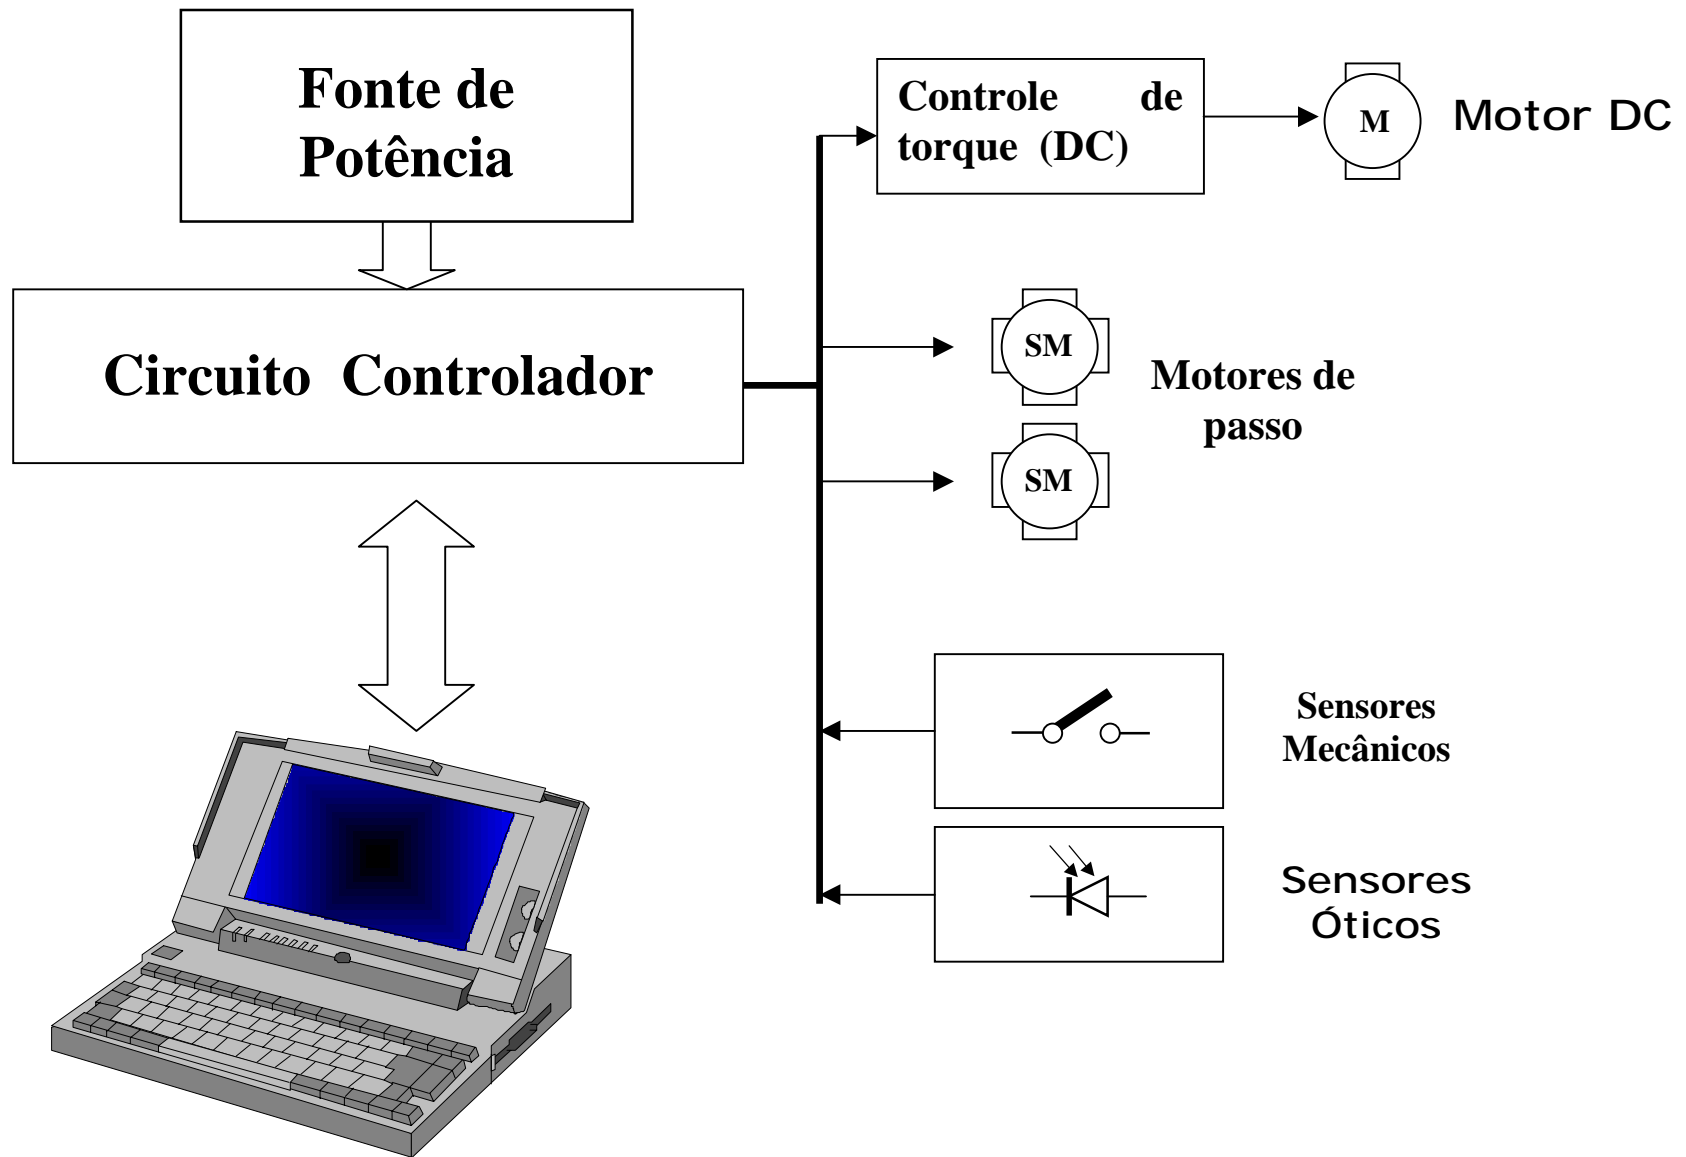 Fonte de
Potência
Controle de
torque (DC)
M
Motor DC
Circuito Controlador
SM
Motores de
passo
SM
Sensores
Mecânicos
Sensores
Óticos